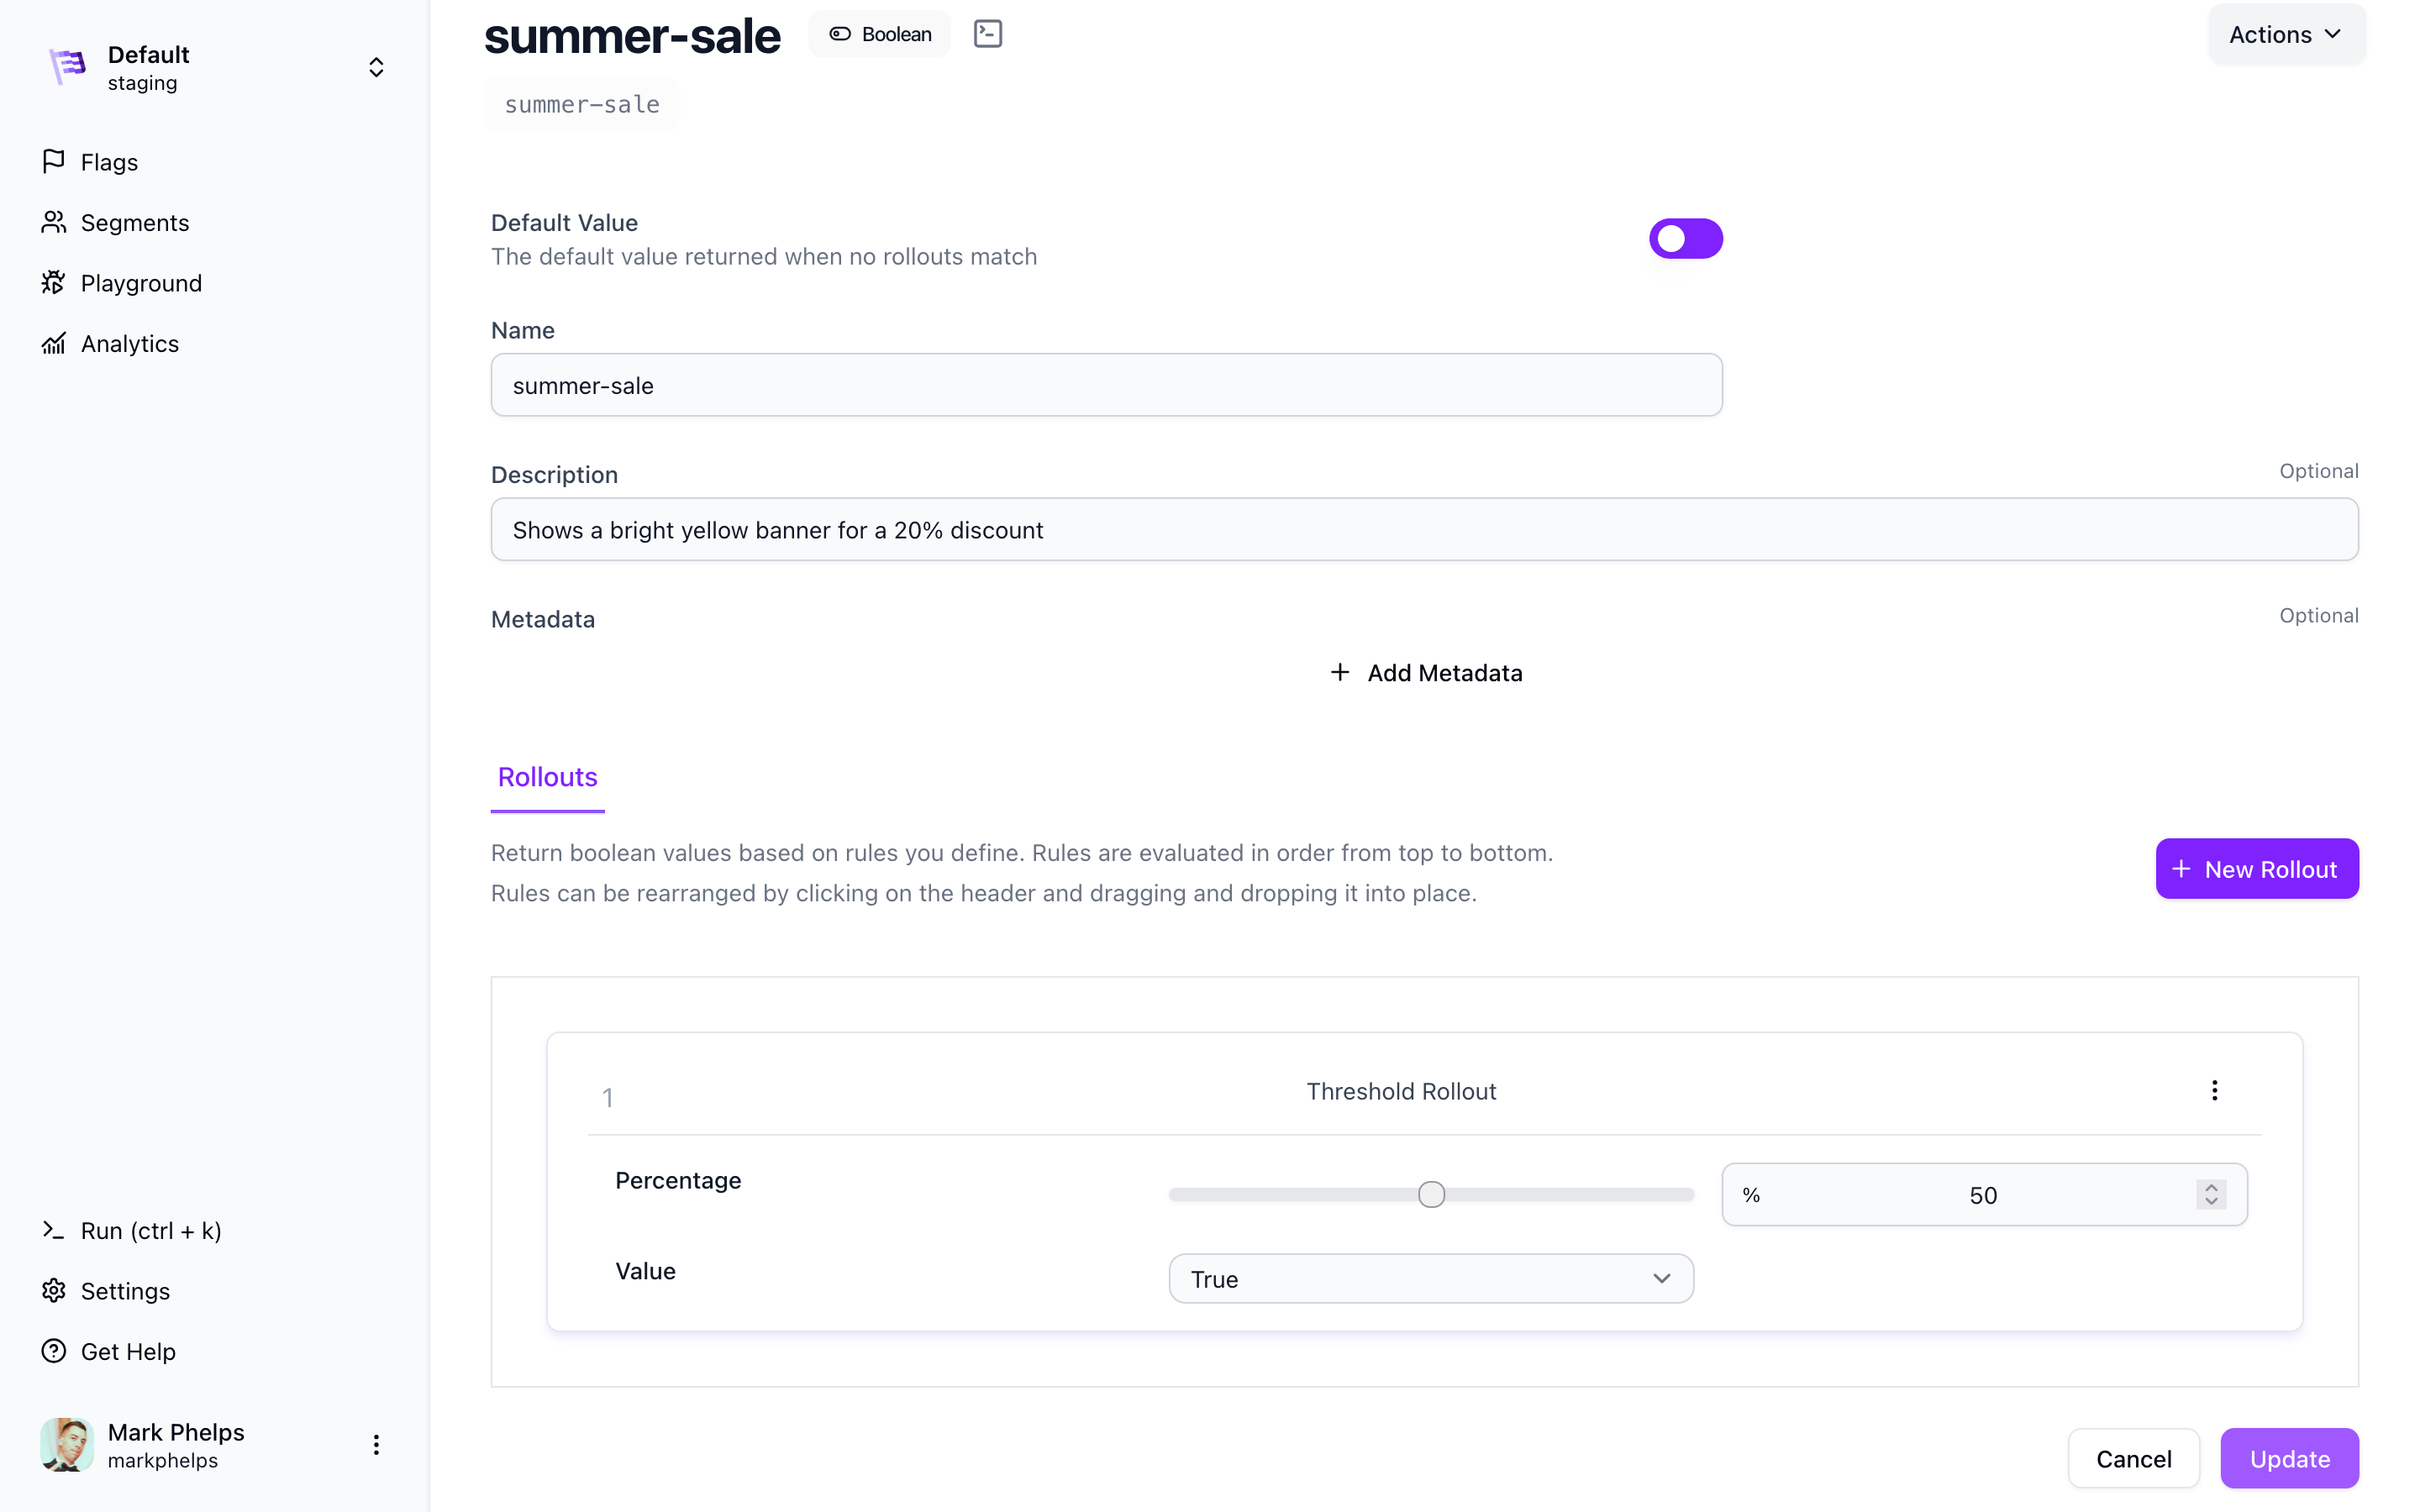 Default
staging
Flags
Segments
Playground
Analytics
Run (ctrl + k)
Settings
Get Help
Mark Phelps
markphelps
summer-sale
Boolean
Actions
summer-sale
Default Value
The default value returned when no rollouts match
Name
summer-sale
Description
Optional
Shows a bright yellow banner for a 20% discount
Metadata
Optional
Add Metadata
Rollouts
Return boolean values based on rules you define. Rules are evaluated in order from top to bottom.
Rules can be rearranged by clicking on the header and dragging and dropping it into place.
New Rollout
1
Threshold Rollout
Percentage
% 50
Value
True
Cancel
Update